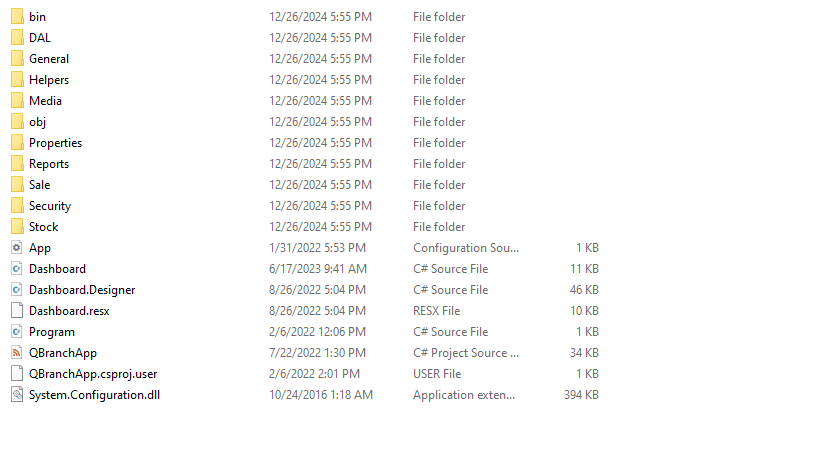 bin 12/26/2024 5:55 PM File folder
DAL 12/26/2024 5:55 PM File folder
General 12/26/2024 5:55 PM File folder
Helpers 12/26/2024 5:55 PM File folder
Media 12/26/2024 5:55 PM File folder
obj 12/26/2024 5:55 PM File folder
Properties 12/26/2024 5:55 PM File folder
Reports 12/26/2024 5:55 PM File folder
Sale 12/26/2024 5:55 PM File folder
Security 12/26/2024 5:55 PM File folder
Stock 12/26/2024 5:55 PM File folder
App 1/31/2022 5:53 PM Configuration Sou... 1 KB
Dashboard 6/17/2023 9:41 AM C# Source File 11 KB
Dashboard.Designer 8/26/2022 5:04 PM C# Source File 46 KB
Dashboard.resx 8/26/2022 5:04 PM RESX File 10 KB
Program 2/6/2022 12:06 PM C# Source File 1 KB
QBranchApp 7/22/2022 1:30 PM C# Project Source ... 34 KB
QBranchApp.csproj.user 2/6/2022 2:01 PM USER File 1 KB
System.Configuration.dll 10/24/2016 1:18 AM Application exten... 394 KB